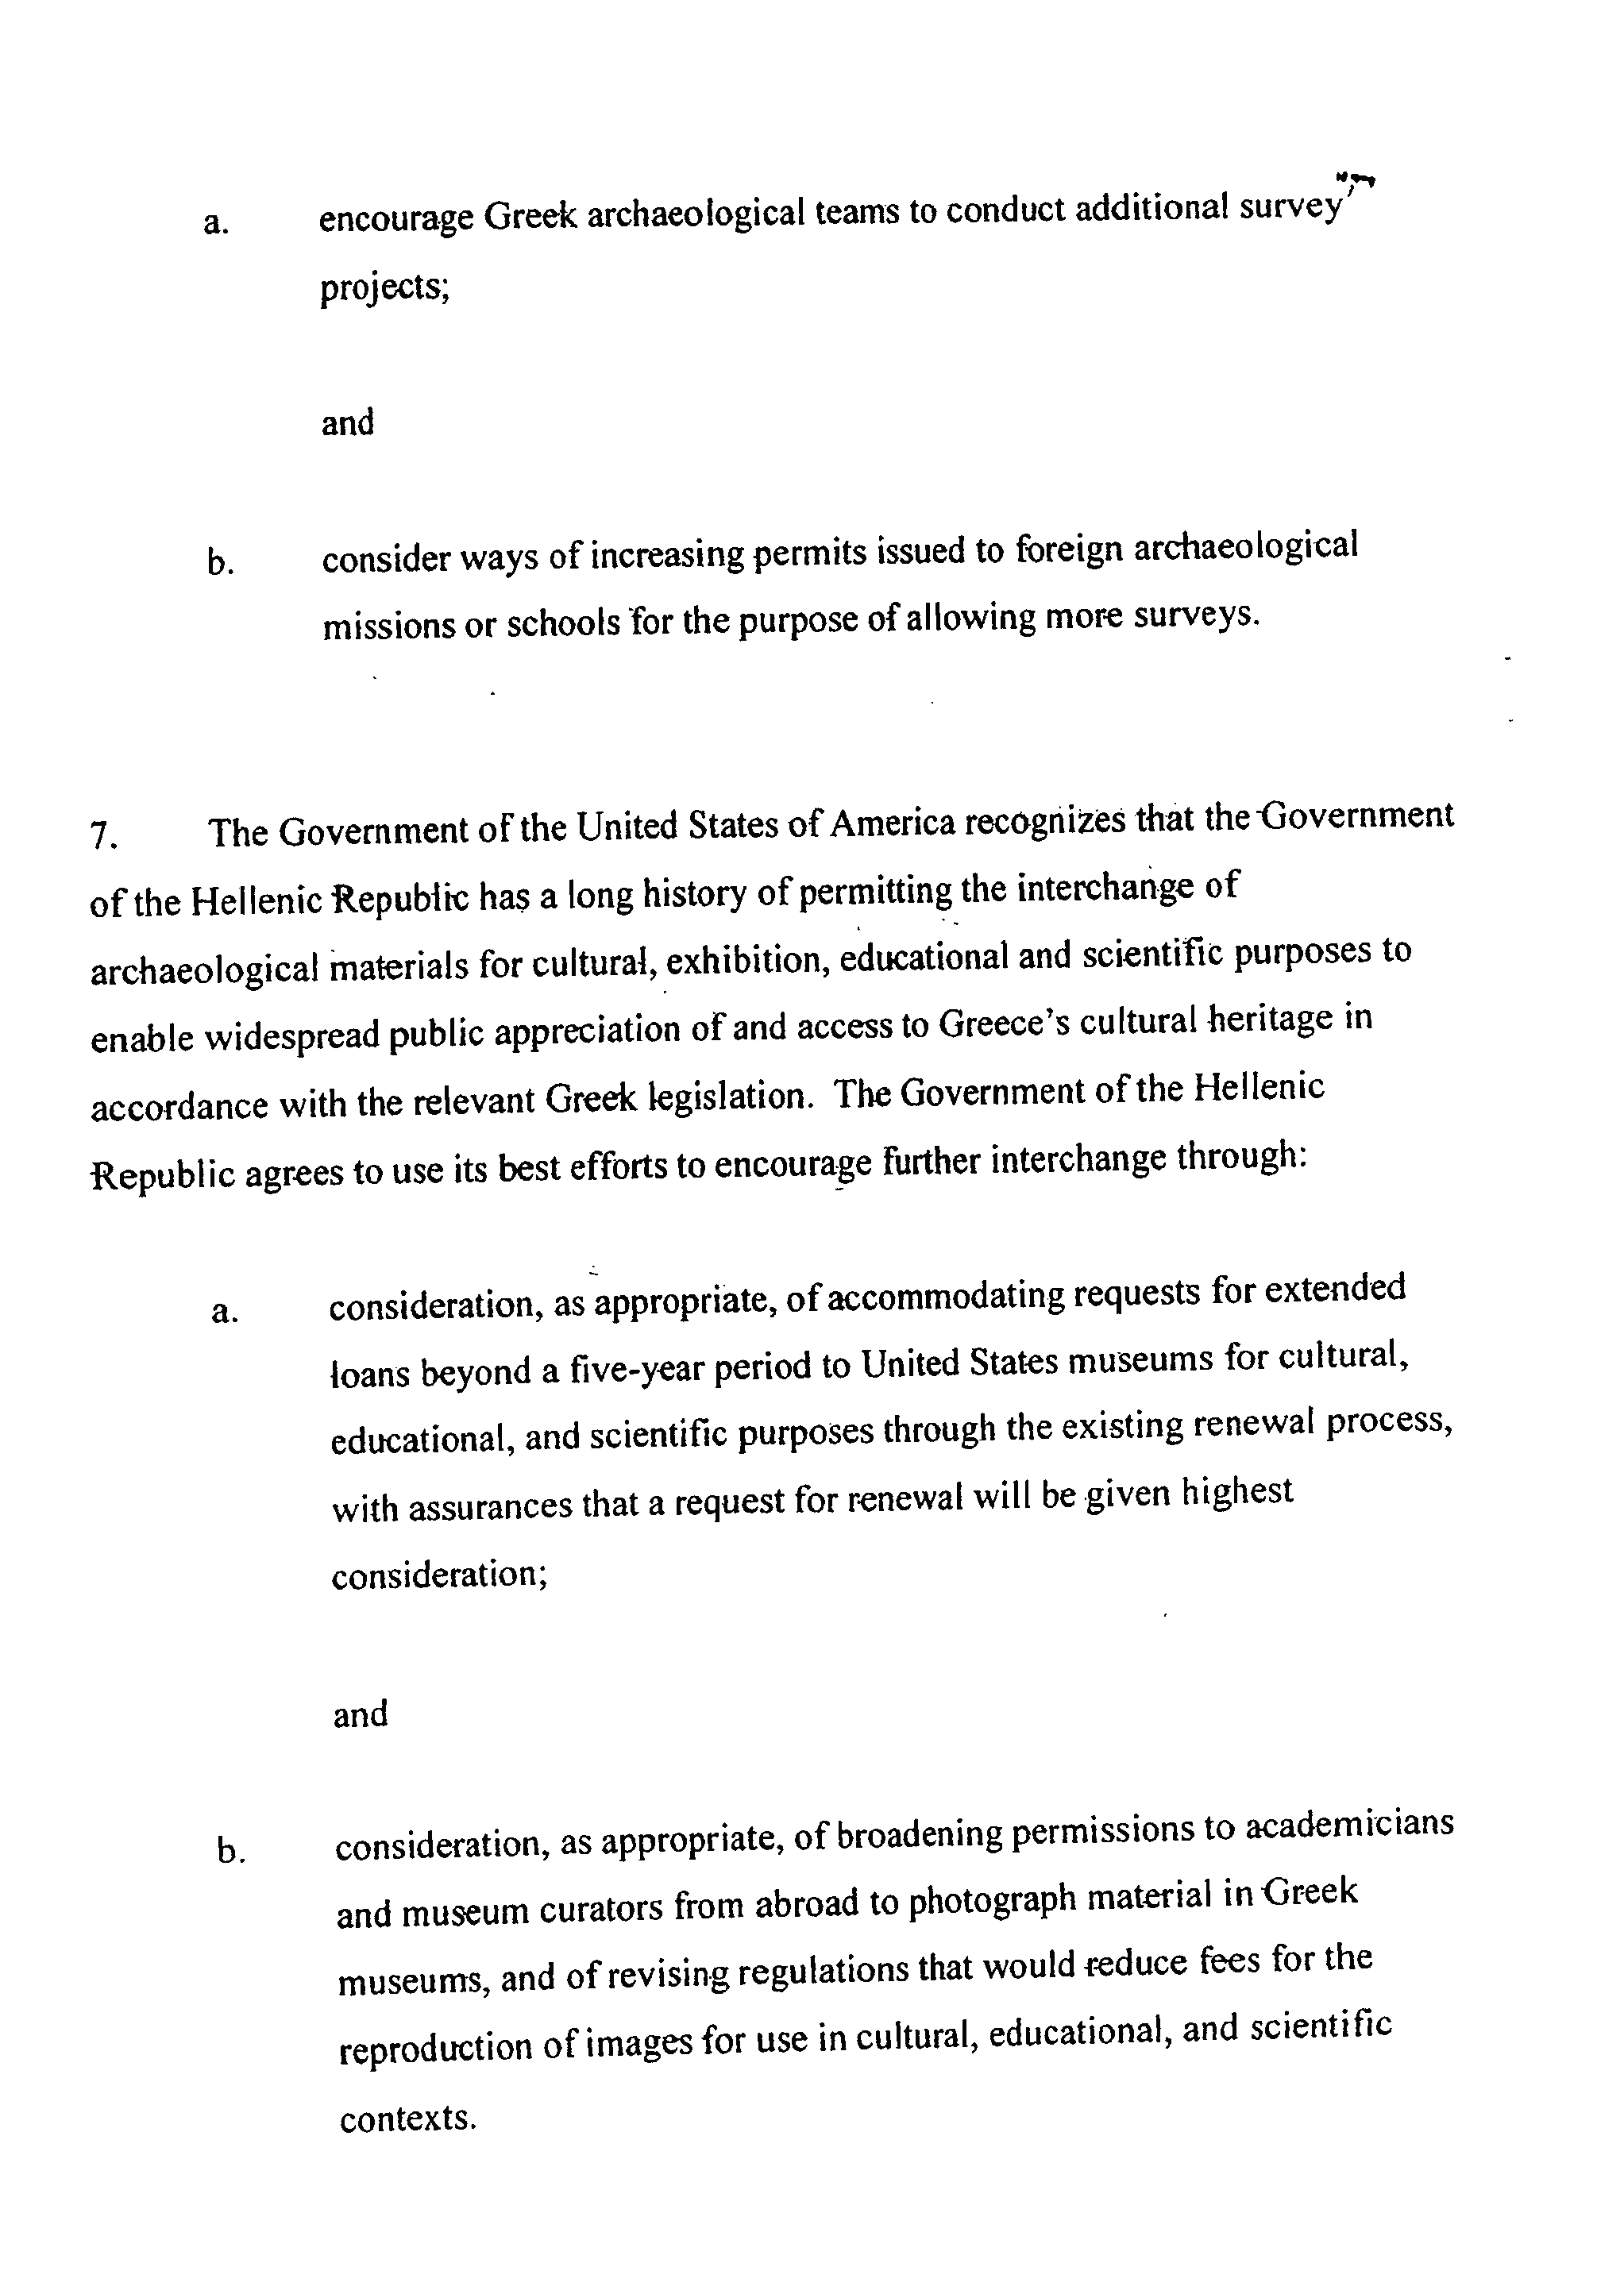 a. encourage Greek archaeological teams to conduct additional survey
projects;
and
b. consider ways of increasing permits issued to foreign archaeological
missions or schools for the purpose of allowing more surveys.
7. The Government of the United States of America recognizes that the Government
of the Hellenic Republic has a long history of permitting the interchange of
archaeological materials for cultural, exhibition, educational and scientific purposes to
enable widespread public appreciation of and access to Greece's cultural heritage in
accordance with the relevant Greek legislation. The Government of the Hellenic
Republic agrees to use its best efforts to encourage further interchange through:
a. consideration, as appropriate, of accommodating requests for extended
loans beyond a five-year period to United States museums for cultural,
educational, and scientific purposes through the existing renewal process,
with assurances that a request for renewal will be given highest
consideration;
and
b. consideration, as appropriate, of broadening permissions to academicians
and museum curators from abroad to photograph material in Greek
museums, and of revising regulations that would reduce fees for the
reproduction of images for use in cultural, educational, and scientific
contexts.